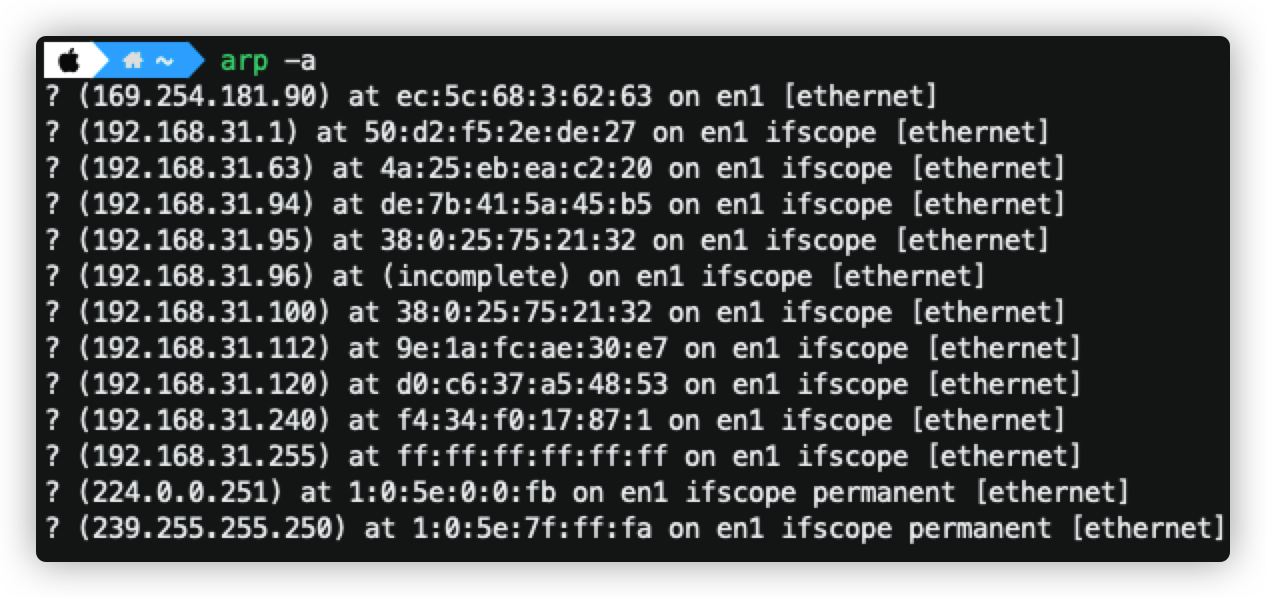 ~ arp -a
? (169.254.181.90) at ec:5c:68:3:62:63 on en1 [ethernet]
? (192.168.31.1) at 50:d2:f5:2e:de:27 on en1 ifscope [ethernet]
? (192.168.31.63) at 4a:25:eb:ea:c2:20 on en1 ifscope [ethernet]
? (192.168.31.94) at de:7b:41:5a:45:b5 on en1 ifscope [ethernet]
? (192.168.31.95) at 38:0:25:75:21:32 on en1 ifscope [ethernet]
? (192.168.31.96) at (incomplete) on en1 ifscope [ethernet]
? (192.168.31.100) at 38:0:25:75:21:32 on en1 ifscope [ethernet]
? (192.168.31.112) at 9e:1a:fc:ae:30:e7 on en1 ifscope [ethernet]
? (192.168.31.120) at d0:c6:37:a5:48:53 on en1 ifscope [ethernet]
? (192.168.31.240) at f4:34:f0:17:87:1 on en1 ifscope [ethernet]
? (192.168.31.255) at ff:ff:ff:ff:ff:ff on en1 ifscope [ethernet]
? (224.0.0.251) at 1:0:5e:0:0:fb on en1 ifscope permanent [ethernet]
? (239.255.255.250) at 1:0:5e:7f:ff:fa on en1 ifscope permanent [ethernet]